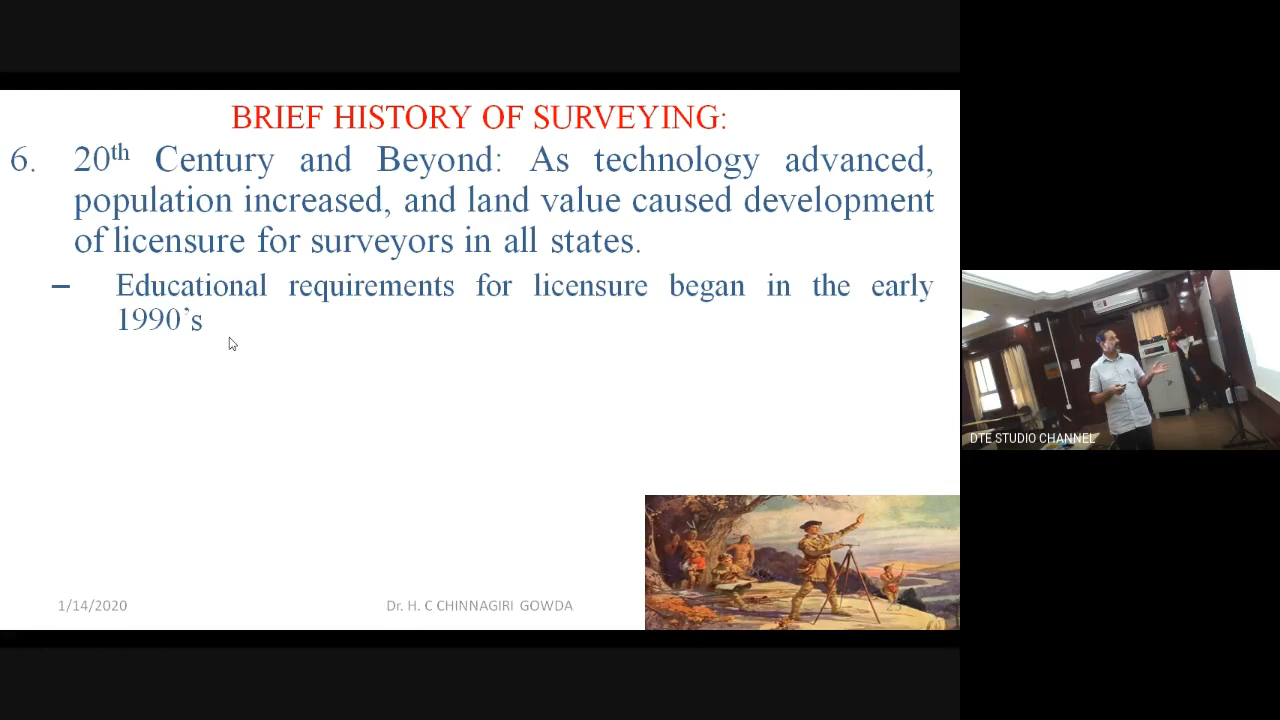 BRIEF HISTORY OF SURVEYING:
6. 20th Century and Beyond: As technology advanced,
population increased, and land value caused development
of licensure for surveyors in all states.
– Educational requirements for licensure began in the early
1990’s
DTE STUDIO CHANNEL
1/14/2020
Dr. H. C CHINNAGIRI GOWDA
23